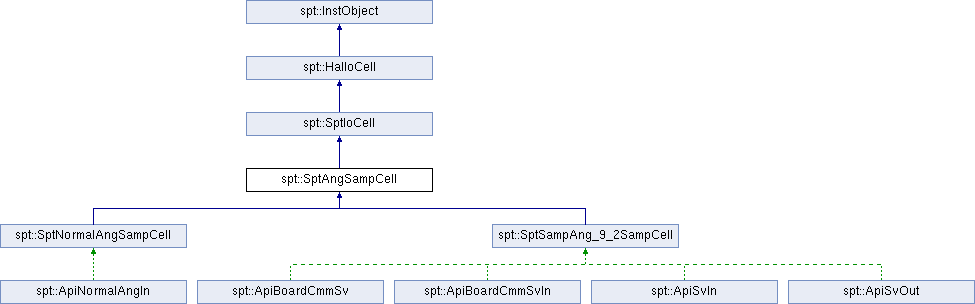 spt::InstObject
spt::HalloCell
spt::SptIoCell
spt::SptAngSampCell
spt::SptNormalAngSampCell
spt::SptSampAng_9_2SampCell
spt::ApiNormalAngIn
spt::ApiBoardCmmSv
spt::ApiBoardCmmSvIn
spt::ApiSvIn
spt::ApiSvOut